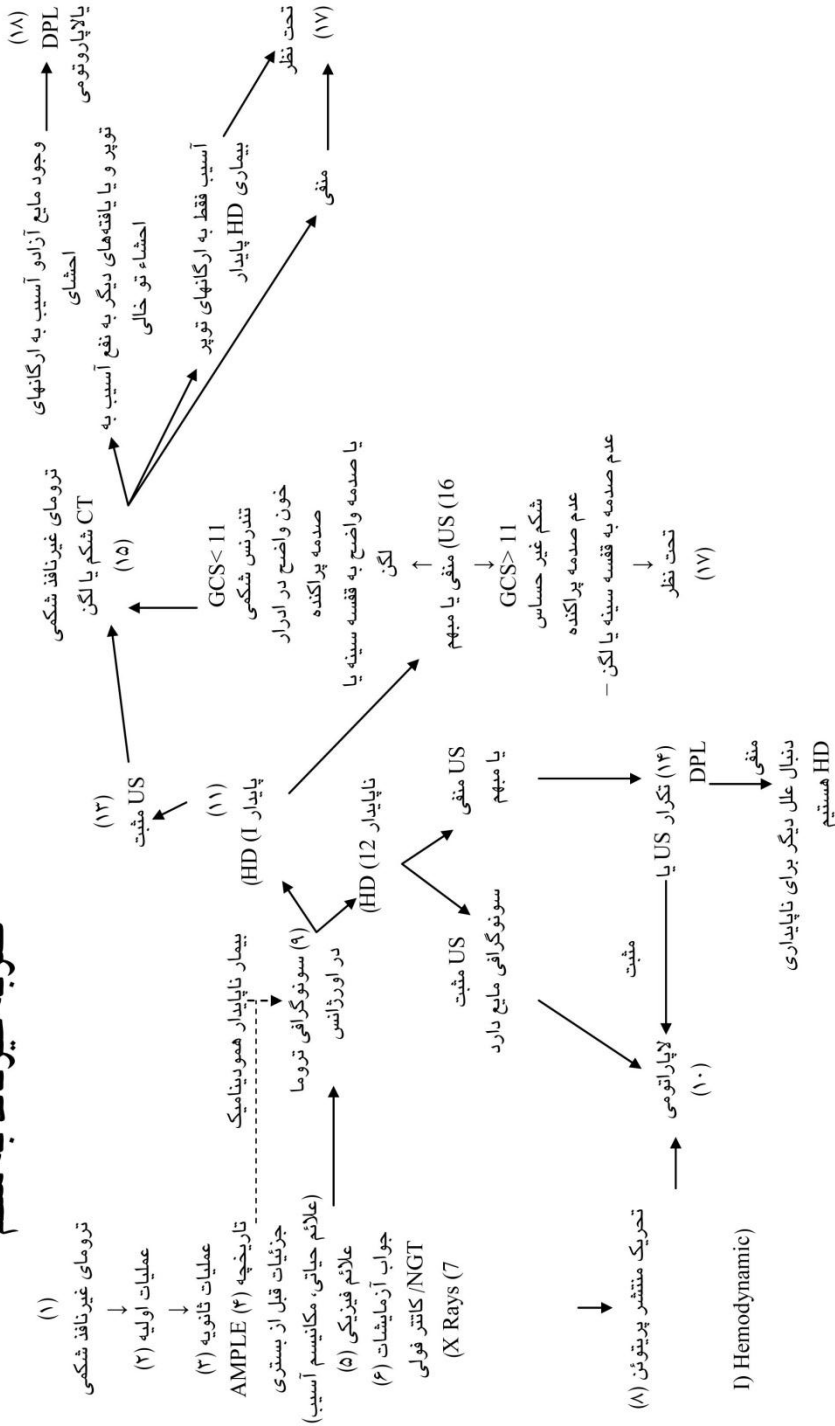 (۱)
ترومای غیرنافذ شکمی
↓
عملیات اولیه (۲)
↓
عملیات ثانویه (۳)
تاریخچه AMPLE (۴)
جزئیات قبل از بستری
(علائم حیاتی، مکانیسم آسیب)
علائم فیزیکی (۵)
جواب آزمایشات (۶)
NGT/ کاتتر فولی
(X Rays (7
تحریک منتشر پریتوئن (۸)
I) Hemodynamic)
بیمار ناپایدار همودینامیک
(۹) سونوگرافی تروما
در اورژانس
لاپاراتومی
(۱۰)
(۱۱)
پایدار HD (I)
ناپایدار HD (12)
US مثبت
سونوگرافی مایع دارد
US منفی
یا مبهم
مثبت
(۱۴) تکرار US یا
DPL
منفی
دنبال علل دیگر برای ناپایداری
HD هستیم
(۱۳)
US مثبت
ترومای غیرنافذ شکمی
CT شکم یا لگن
(۱۵)
GCS< 11
تندرنس شکمی
خون واضح در ادرار
صدمه پراکنده
یا صدمه واضح به قفسه سینه یا
لگن
↑
US (16) منفی یا مبهم
↓
GCS> 11
شکم غیر حساس
عدم صدمه پراکنده
عدم صدمه به قفسه سینه یا لگن –
↓
تحت نظر
(۱۷)
وجود مایع آزادو آسیب به ارگانهای
احشای
توپر و یا یافته‌های دیگر به نفع آسیب به
احشاء تو خالی
(۱۸)
DPL
یالاپاروتومی
آسیب فقط به ارگانهای توپر
بیماری HD پایدار
منفی
تحت نظر
(۱۷)